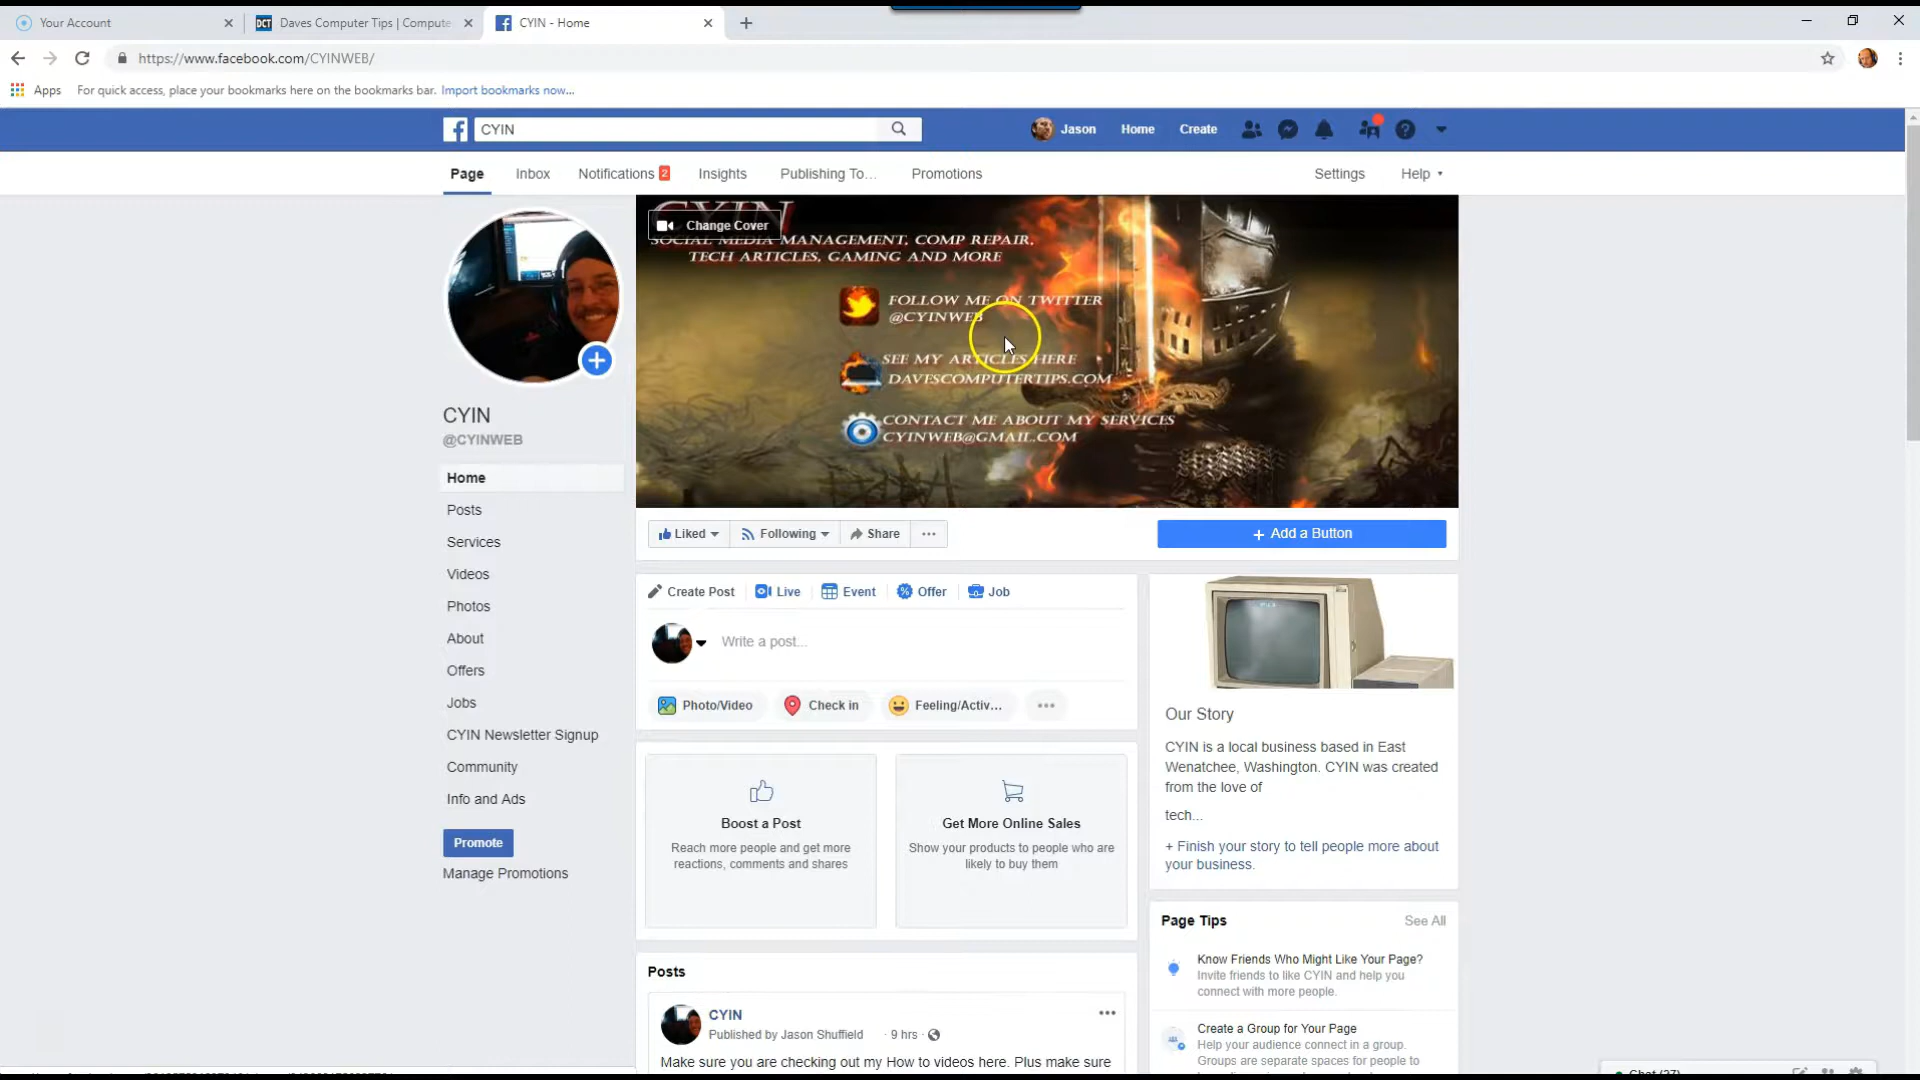 Your Account
Daves Computer Tips | Compute
CYIN - Home
https://www.facebook.com/CYINWEB/
Apps
For quick access, place your bookmarks here on the bookmarks bar. Import bookmarks now...
CYIN
Jason
Home
Create
Page
Inbox
Notifications 2
Insights
Publishing To...
Promotions
Settings
Help
CYIN
Change Cover
SOCIAL MEDIA MANAGEMENT, COMP REPAIR,
TECH ARTICLES, GAMING AND MORE
FOLLOW ME ON TWITTER
@CYINWEB
SEE MY ARTICLES HERE
DAVESCOMPUTERTIPS.COM
CONTACT ME ABOUT MY SERVICES
CYINWEB@GMAIL.COM
CYIN
@CYINWEB
Home
Posts
Services
Videos
Photos
About
Offers
Jobs
CYIN Newsletter Signup
Community
Info and Ads
Promote
Manage Promotions
Liked
Following
Share
+ Add a Button
Create Post
Live
Event
Offer
Job
Write a post...
Photo/Video
Check in
Feeling/Activ...
Boost a Post
Reach more people and get more
reactions, comments and shares
Get More Online Sales
Show your products to people who are
likely to buy them
Posts
CYIN
Published by Jason Shuffield · 9 hrs ·
Make sure you are checking out my How to videos here. Plus make sure
Our Story
CYIN is a local business based in East
Wenatchee, Washington. CYIN was created
from the love of
tech...
+ Finish your story to tell people more about
your business.
Page Tips
See All
Know Friends Who Might Like Your Page?
Invite friends to like CYIN and help you
connect with more people.
Create a Group for Your Page
Help your audience connect in a group.
Groups are separate spaces for people to